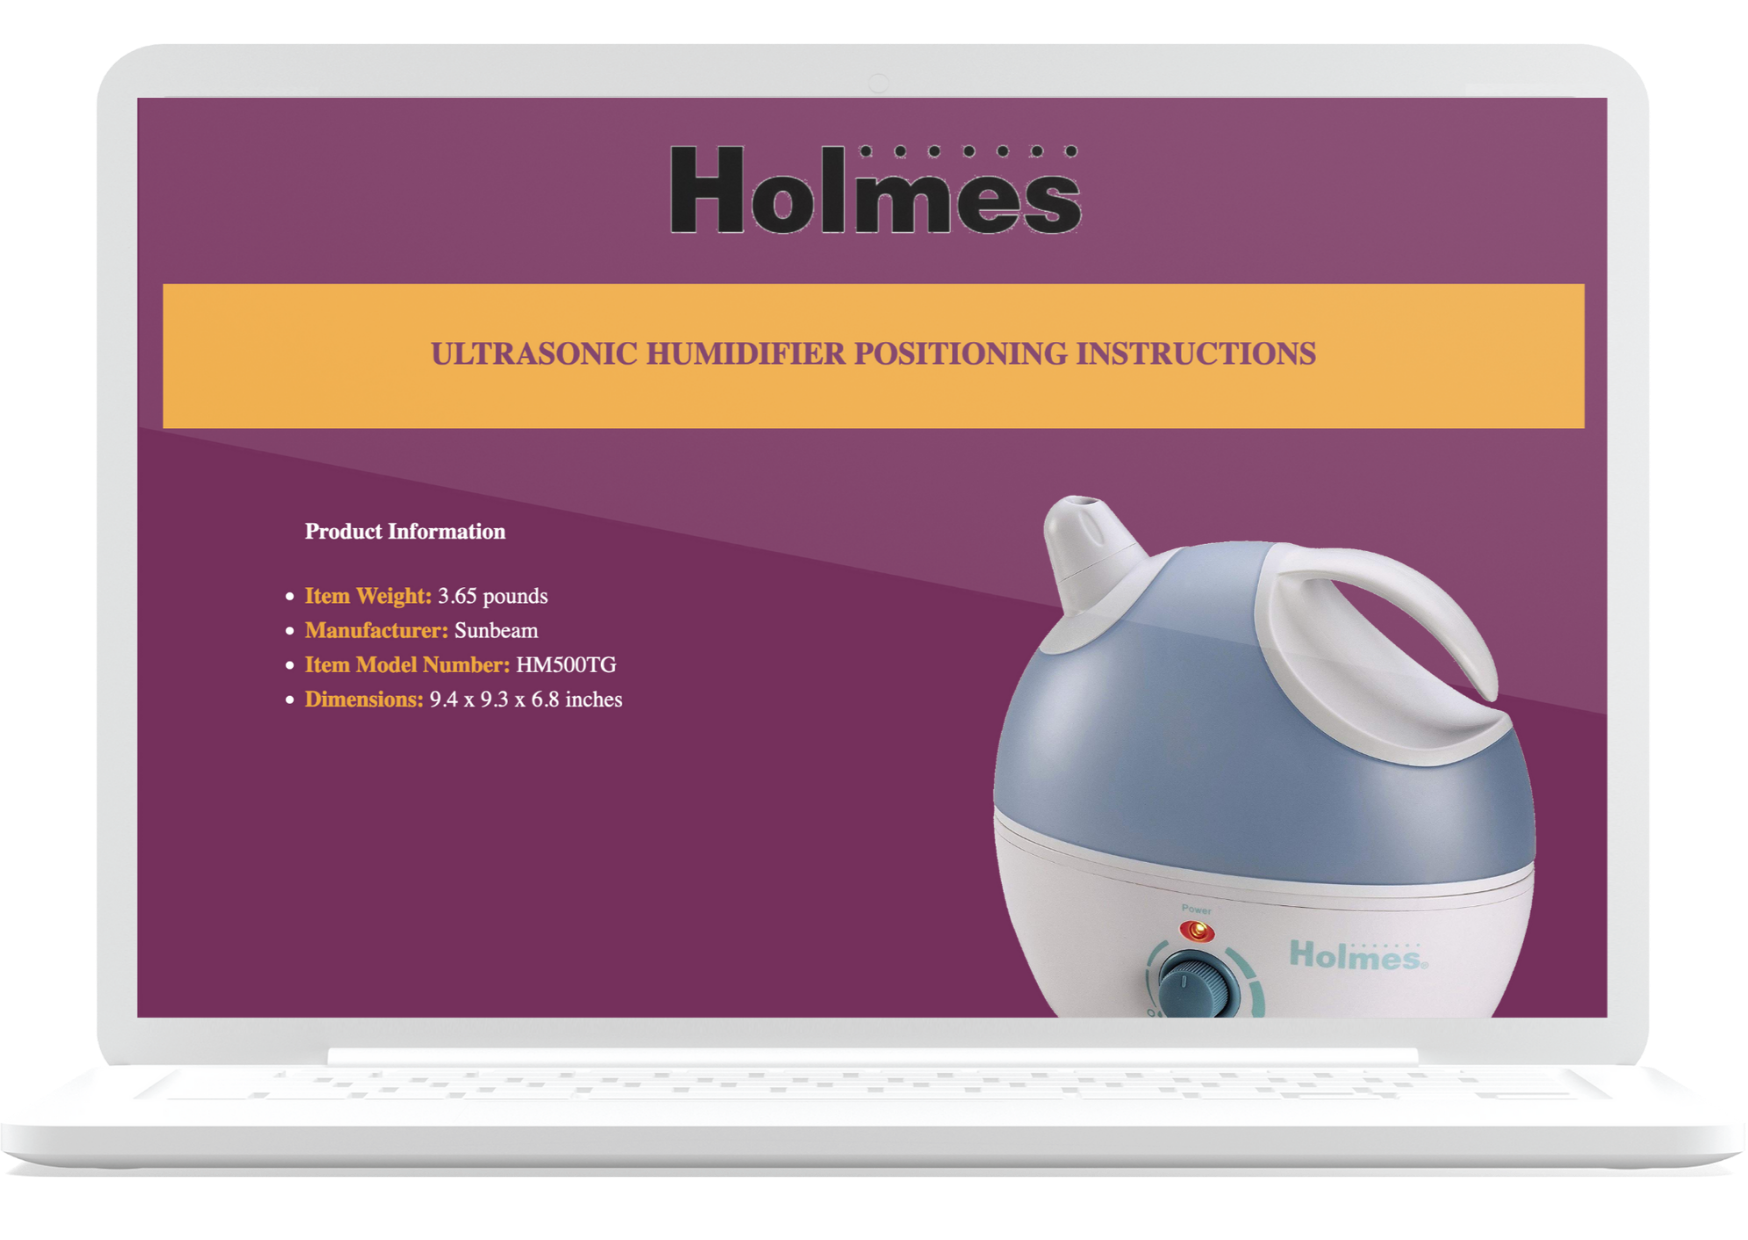 Holmes
ULTRASONIC HUMIDIFIER POSITIONING INSTRUCTIONS
Product Information
• Item Weight: 3.65 pounds
• Manufacturer: Sunbeam
• Item Model Number: HM500TG
• Dimensions: 9.4 x 9.3 x 6.8 inches
Power
Holmes®